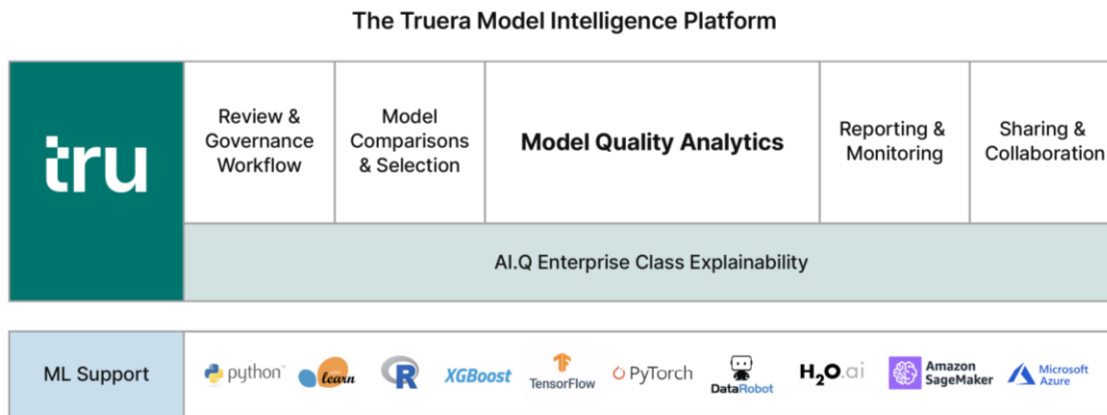 The Truera Model Intelligence Platform
tru
Review &
Governance
Workflow
Model
Comparisons
& Selection
Model Quality Analytics
Reporting &
Monitoring
Sharing &
Collaboration
AI.Q Enterprise Class Explainability
ML Support
python
learn
R
XGBoost
TensorFlow
PyTorch
DataRobot
H2O.ai
Amazon
SageMaker
Microsoft
Azure